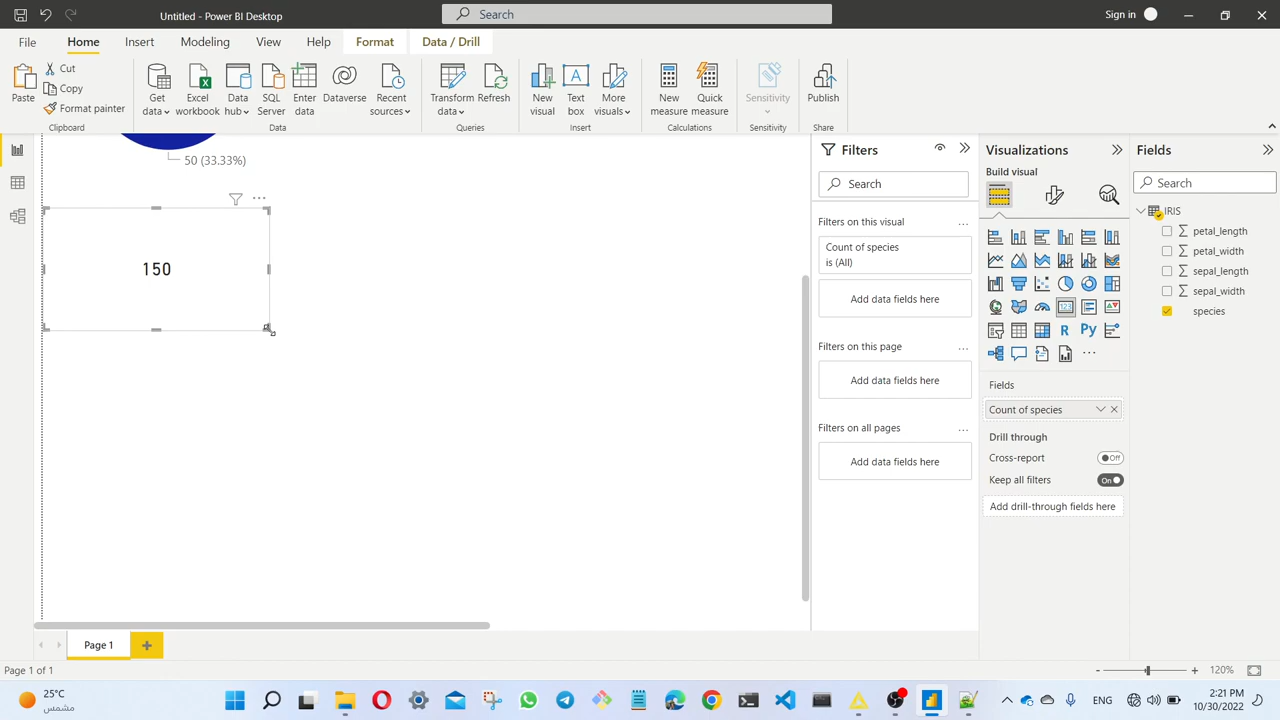 Untitled - Power BI Desktop
Search
Sign in
File
Home
Insert
Modeling
View
Help
Format
Data / Drill
Paste
Cut
Copy
Format painter
Clipboard
Get data
Excel workbook
Data hub
SQL Server
Enter data
Dataverse
Recent sources
Data
Transform data
Refresh
Queries
New visual
Text box
More visuals
Insert
New measure
Quick measure
Calculations
Sensitivity
Sensitivity
Publish
Share
50 (33.33%)
150
Filters
Search
Filters on this visual
Count of species
is (All)
Add data fields here
Filters on this page
Add data fields here
Filters on all pages
Add data fields here
Visualizations
Build visual
R
Py
Fields
Count of species
Drill through
Cross-report
Off
Keep all filters
On
Add drill-through fields here
Fields
Search
IRIS
petal_length
petal_width
sepal_length
sepal_width
species
Page 1
Page 1 of 1
120%
25°C
مشمس
ENG
2:21 PM
10/30/2022